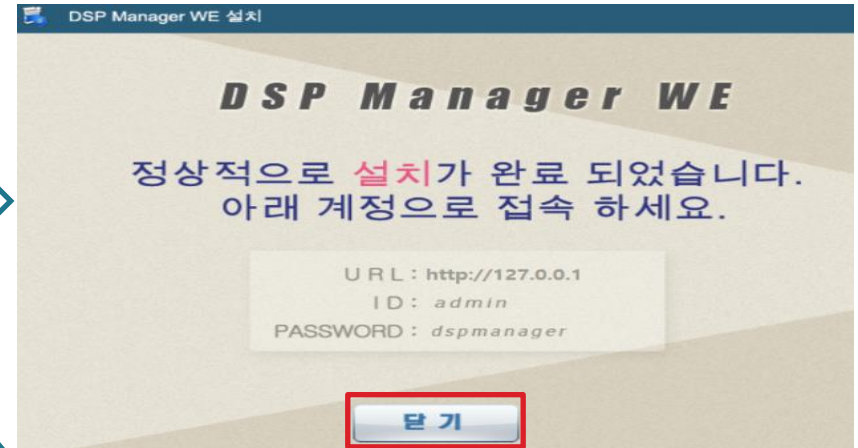 DSP Manager WE 설치
DSP Manager WE
정상적으로 설치가 완료 되었습니다.
아래 계정으로 접속 하세요.
URL : http://127.0.0.1
ID : admin
PASSWORD : dspmanager
닫 기